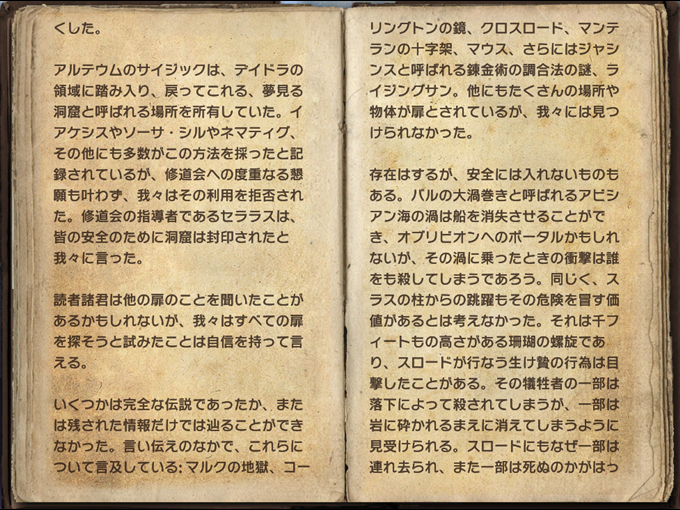 くした。
アルテウムのサイジックは、デイドラの
領域に踏み入り、戻ってこれる、夢見る
洞窟と呼ばれる場所を所有していた。イ
アケシスやソーサ・シルやネマティグ、
その他にも多数がこの方法を採ったと記
録されているが、修道会への度重なる懇
願も叶わず、我々はその利用を拒否され
た。修道会の指導者であるセララスは、
皆の安全のために洞窟は封印されたと
我々に言った。
読者諸君は他の扉のことを聞いたことが
あるかもしれないが、我々はすべての扉
を探そうと試みたことは自信を持って言
える。
いくつかは完全な伝説であったか、また
は残された情報だけでは辿ることができ
なかった。言い伝えのなかで、これらに
ついて言及している: マルクの地獄、コー
リングトンの鏡、クロスロード、マンテ
ランの十字架、マウス、さらにはジャシ
ンスと呼ばれる錬金術の調合法の謎、ラ
イジングサン。他にもたくさんの場所や
物体が扉とされているが、我々には見つ
けられなかった。
存在はするが、安全には入れないものも
ある。バルの大渦巻きと呼ばれるアビシ
アン海の渦は船を消失させることがで
き、オブリビオンへのポータルかもしれ
ないが、その渦に乗ったときの衝撃は誰
をも殺してしまうであろう。同じく、ス
ラスの柱からの跳躍もその危険を冒す価
値があるとは考えなかった。それは千フ
ィートもの高さがある珊瑚の螺旋であ
り、スロードが行なう生け贄の行為は目
撃したことがある。その犠牲者の一部は
落下によって殺されてしまうが、一部は
岩に砕かれるまえに消えてしまうように
見受けられる。スロードにもなぜ一部は
連れ去られ、また一部は死ぬのかがはっ